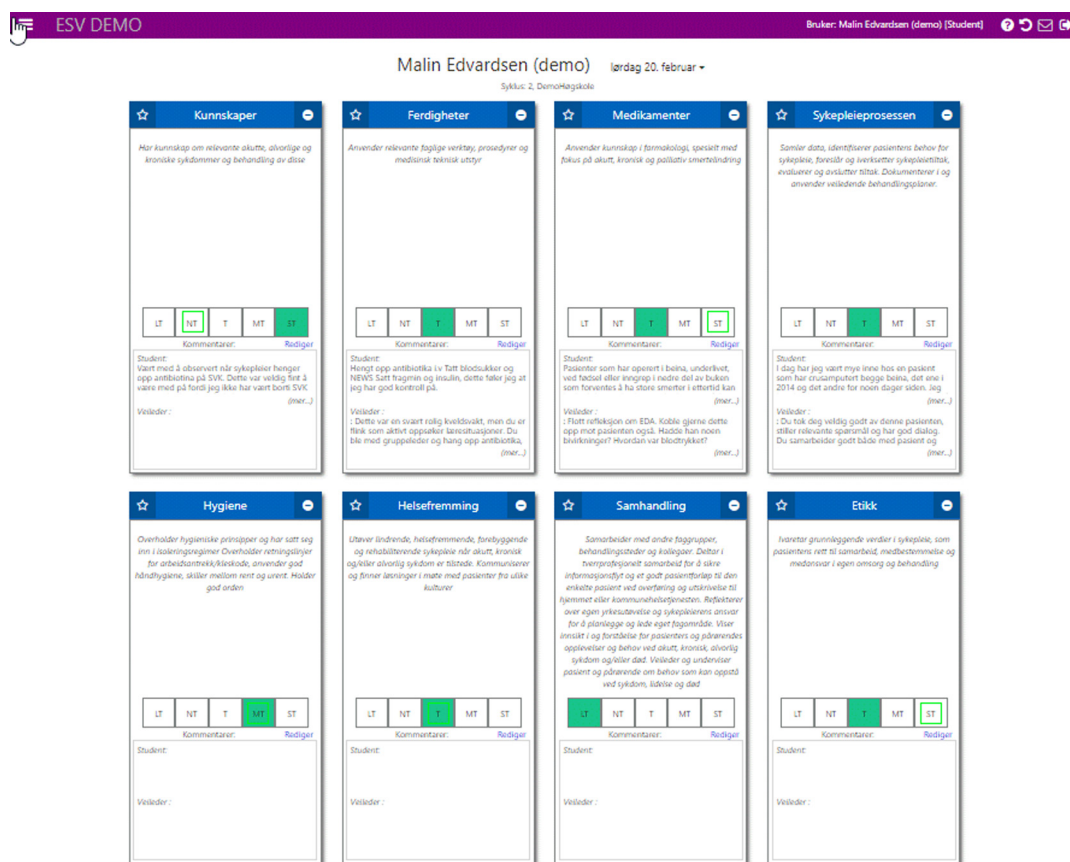 ESV DEMO
Bruker: Malin Edvardsen (demo) [Student]
Malin Edvardsen (demo) lørdag 20. februar
Syklus: 2, DemoHøgskole
Kunnskaper
Har kunnskap om relevante akutte, alvorlige og
kroniske sykdommer og behandling av disse
LT NT T MT ST
Kommentarer: Rediger
Student:
Vært med å observert når sykepleier henger
opp antibiotina på SVK. Dette var veldig fint å
være med på fordi jeg ikke har vært borti SVK
(mer...)
Veileder :
Ferdigheter
Anvender relevante faglige verktøy, prosedyrer og
medisinsk teknisk utstyr
LT NT T MT ST
Kommentarer: Rediger
Student:
Hengt opp antibiotika i.v Tatt blodsukker og
NEWS Satt fragmin og insulin, dette føler jeg at
jeg har god kontroll på.
Veileder :
: Dette var en svært rolig kveldsvakt, men du er
flink som aktivt oppsøker læresituasjoner. Du
ble med gruppeleder og hang opp antibiotika,
(mer...)
Medikamenter
Anvender kunnskap i farmakologi, spesielt med
fokus på akutt, kronisk og palliativ smertelindring
LT NT T MT ST
Kommentarer: Rediger
Student:
Pasienter som har operert i beina, underlivet,
ved fødsel eller inngrep i nedre del av buken
som forventes å ha store smerter i ettertid kan
(mer...)
Veileder :
: Flott refleksjon om EDA. Koble gjerne dette
opp mot pasienten også. Hadde han noen
bivirkninger? Hvordan var blodtrykket?
(mer...)
Sykepleieprosessen
Samler data, identifiserer pasientens behov for
sykepleie, foreslår og iverksetter sykepleietiltak,
evaluerer og avslutter tiltak. Dokumenterer i og
anvender veiledende behandlingsplaner.
LT NT T MT ST
Kommentarer: Rediger
Student:
I dag har jeg vært mye inne hos en pasient
som har crusamputert begge beina, det ene i
2014 og det andre for noen dager siden. Jeg
(mer...)
Veileder :
: Du tok deg veldig godt av denne pasienten,
stiller relevante spørsmål og har god dialog.
Du samarbeider godt både med pasient og
(mer...)
Hygiene
Overholder hygieniske prinsipper og har satt seg
inn i isoleringsregimer Overholder retningslinjer
for arbeidsantrekk/kleskode, anvender god
håndhygiene, skiller mellom rent og urent. Holder
god orden
LT NT T MT ST
Kommentarer: Rediger
Student:
Veileder :
Helsefremming
Utøver lindrende, helsefremmende, forebyggende
og rehabiliterende sykepleie når akutt, kronisk
og/eller alvorlig sykdom er tilstede. Kommuniserer
og finner løsninger i møte med pasienter fra ulike
kulturer
LT NT T MT ST
Kommentarer: Rediger
Student:
Veileder :
Samhandling
Samarbeider med andre faggrupper,
behandlingssteder og kollegaer. Deltar i
tverrprofesjonelt samarbeid for å sikre
informasjonsflyt og et godt pasientforløp til den
enkelte pasient ved overføring og utskrivelse til
hjemmet eller kommunehelsetjenesten. Reflekterer
over egen yrkesutøvelse og sykepleierens ansvar
for å planlegge og lede eget fagområde. Viser
innsikt i og forståelse for pasienters og pårørendes
opplevelser og behov ved akutt, kronisk, alvorlig
sykdom og/eller død. Veileder og underviser
pasient og pårørende om behov som kan oppstå
ved sykdom, lidelse og død
LT NT T MT ST
Kommentarer: Rediger
Student:
Veileder :
Etikk
Ivaretar grunnleggende verdier i sykepleie, som
pasientens rett til samarbeid, medbestemmelse og
medansvar i egen omsorg og behandling
LT NT T MT ST
Kommentarer: Rediger
Student:
Veileder :